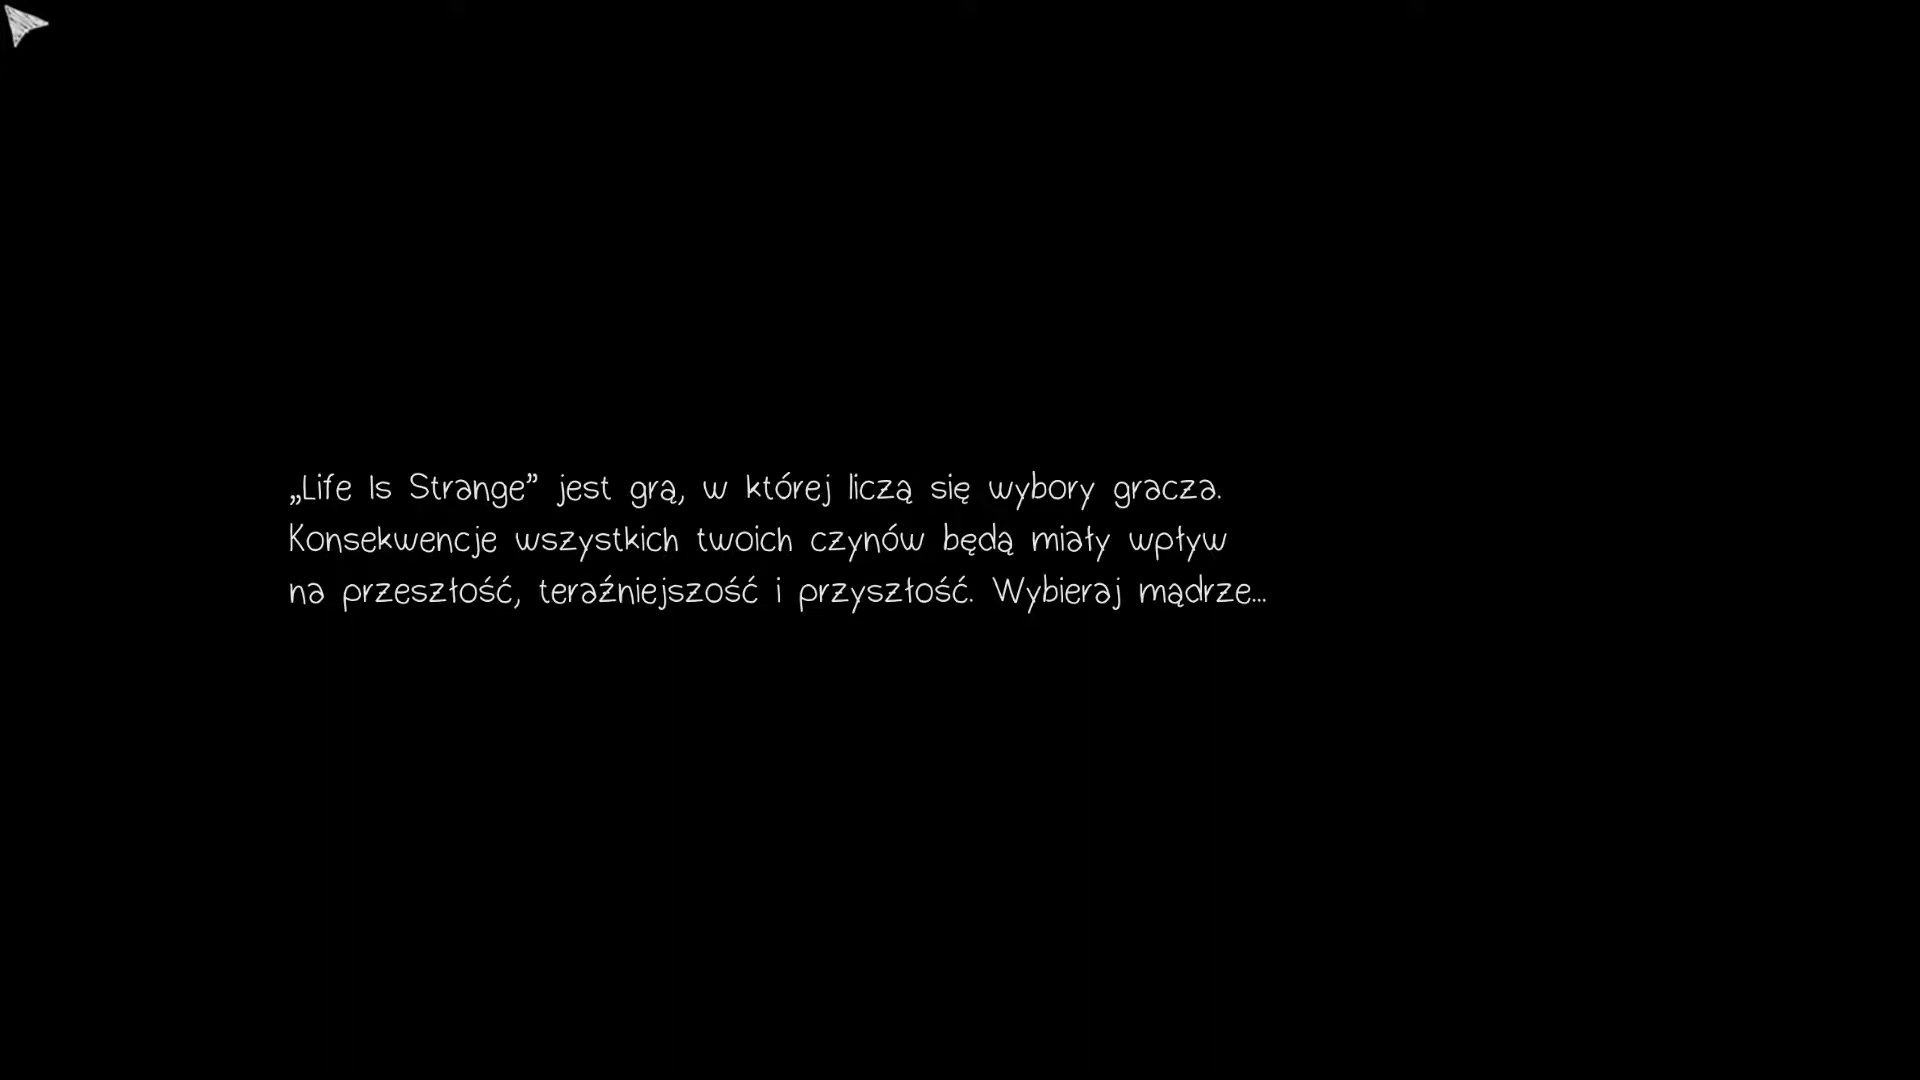 „Life Is Strange” jest grą, w której liczą się wybory gracza.
Konsekwencje wszystkich twoich czynów będą miały wpływ
na przeszłość, teraźniejszość i przyszłość. Wybieraj mądrze...